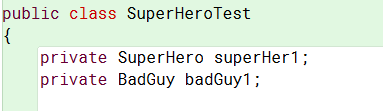 public class SuperHeroTest
{
private SuperHero superHer1;
private BadGuy badGuy1;